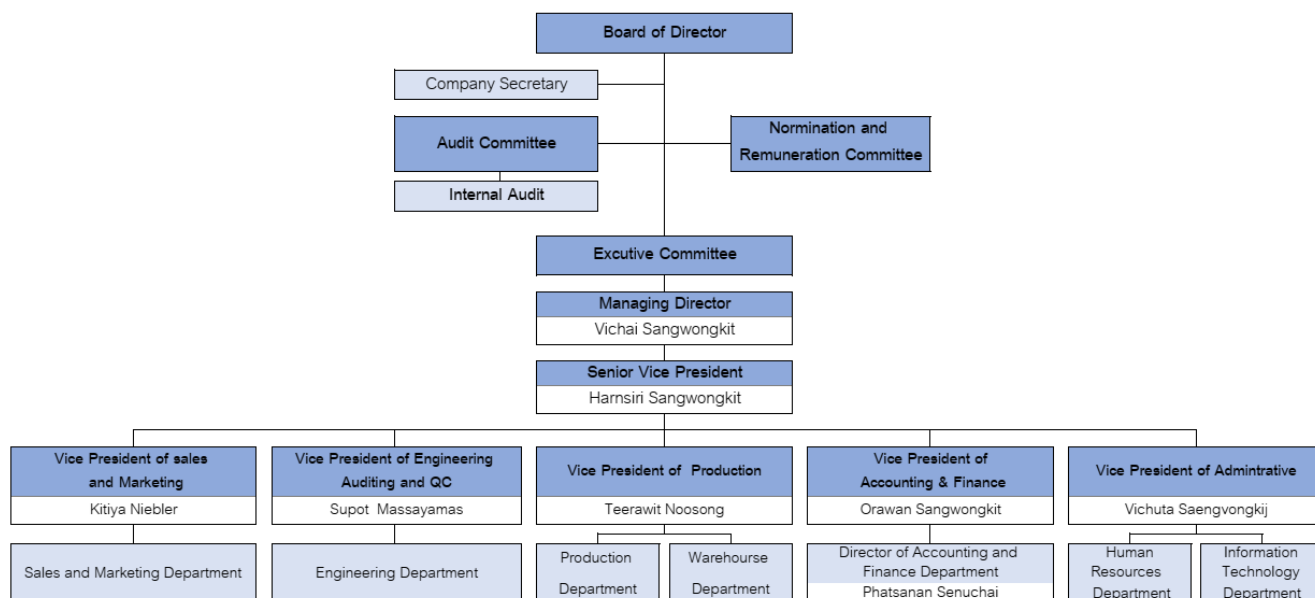 Board of Director
Company Secretary
Audit Committee
Normination and
Remuneration Committee
Internal Audit
Excutive Committee
Managing Director
Vichai Sangwongkit
Senior Vice President
Harnsiri Sangwongkit
Vice President of sales
and Marketing
Kitiya Niebler
Vice President of Engineering
Auditing and QC
Supot Massayamas
Vice President of Production
Teerawit Noosong
Vice President of
Accounting & Finance
Orawan Sangwongkit
Vice President of Admintrative
Vichuta Saengvongkij
Sales and Marketing Department
Engineering Department
Production
Department
Warehourse
Department
Director of Accounting and
Finance Department
Phatsanan Senuchai
Human
Resources
Department
Information
Technology
Department